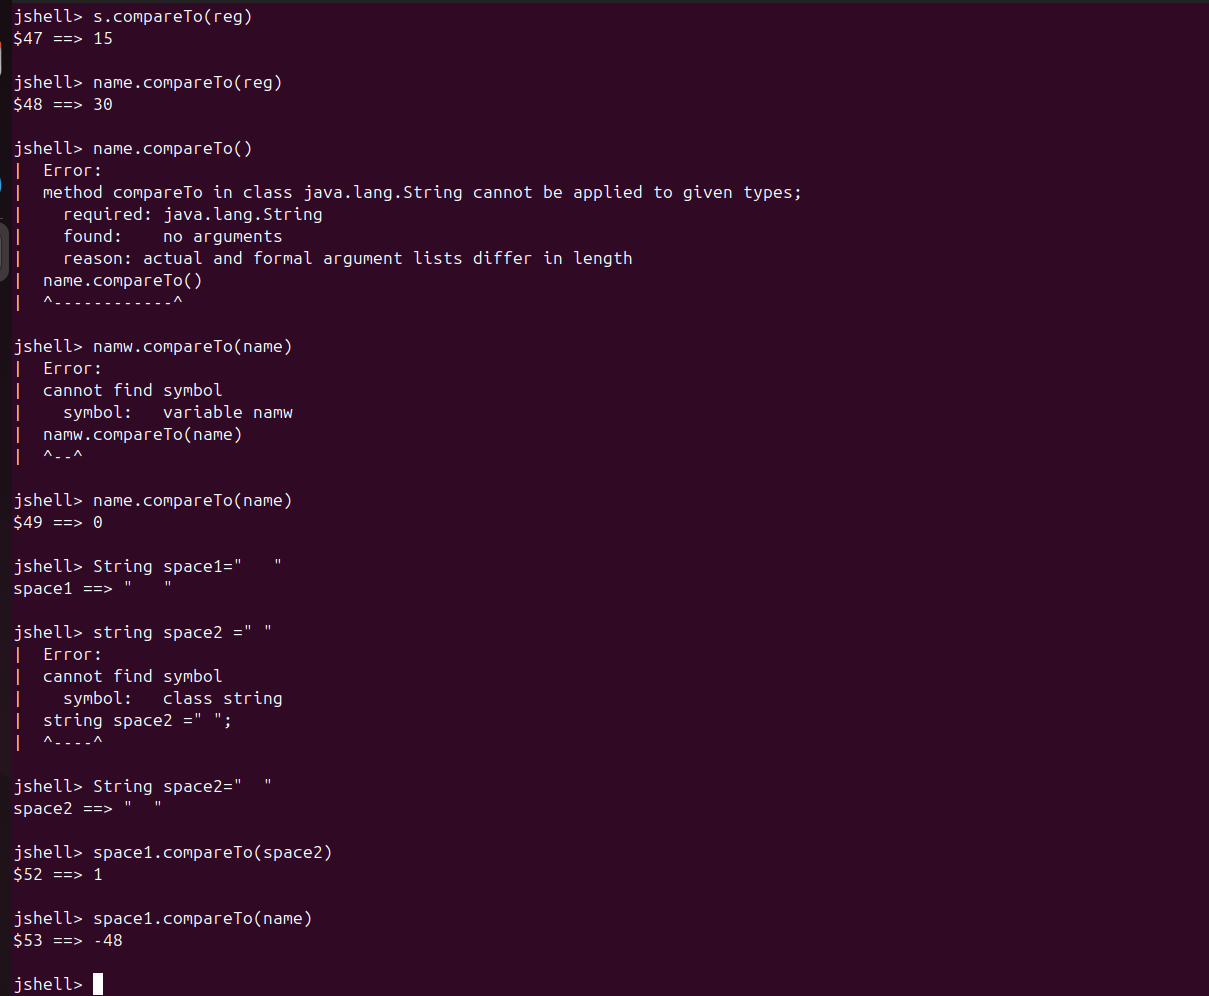 jshell> s.compareTo(reg)
$47 ==> 15
jshell> name.compareTo(reg)
$48 ==> 30
jshell> name.compareTo()
|  Error:
|  method compareTo in class java.lang.String cannot be applied to given types;
|    required: java.lang.String
|    found:    no arguments
|    reason: actual and formal argument lists differ in length
|  name.compareTo()
|  ^------------^
jshell> namw.compareTo(name)
|  Error:
|  cannot find symbol
|    symbol:   variable namw
|  namw.compareTo(name)
|  ^--^
jshell> name.compareTo(name)
$49 ==> 0
jshell> String space1="   "
space1 ==> "   "
jshell> string space2 =" "
|  Error:
|  cannot find symbol
|    symbol:   class string
|  string space2 =" ";
|  ^----^
jshell> String space2="  "
space2 ==> "  "
jshell> space1.compareTo(space2)
$52 ==> 1
jshell> space1.compareTo(name)
$53 ==> -48
jshell>